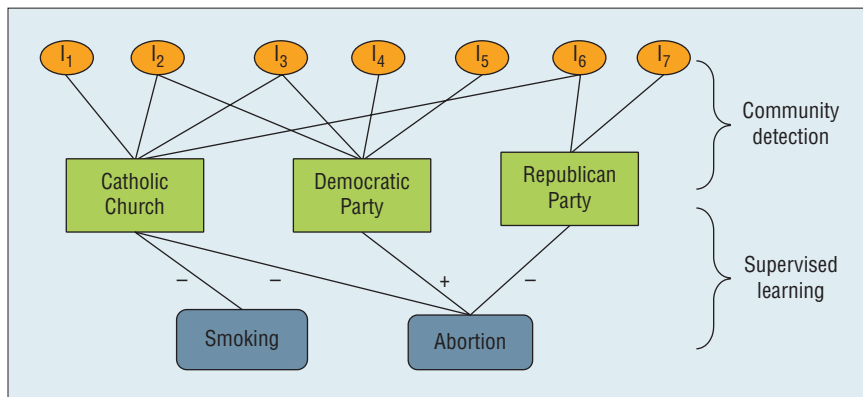 I1 I2 I3 I4 I5 I6 I7
Community
detection
Catholic
Church
Democratic
Party
Republican
Party
– – + –
Supervised
learning
Smoking
Abortion